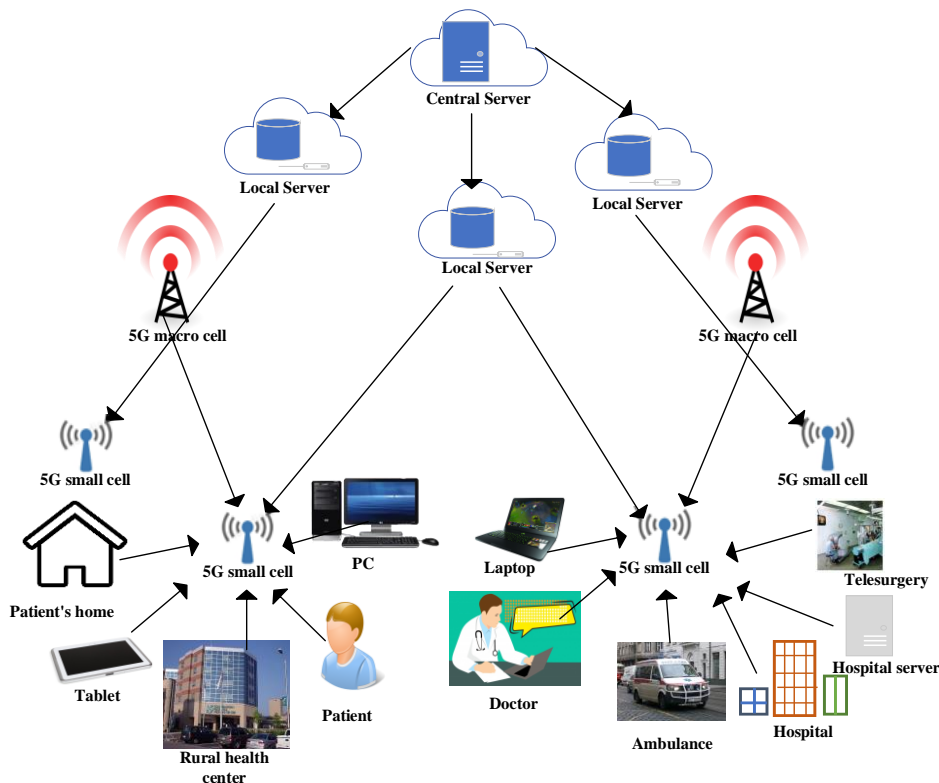 Central Server
Local Server
Local Server
Local Server
5G macro cell
5G macro cell
5G small cell
5G small cell
5G small cell
PC
Laptop
5G small cell
Telesurgery
Patient's home
Tablet
Patient
Doctor
Ambulance
Hospital
Hospital server
Rural health
center